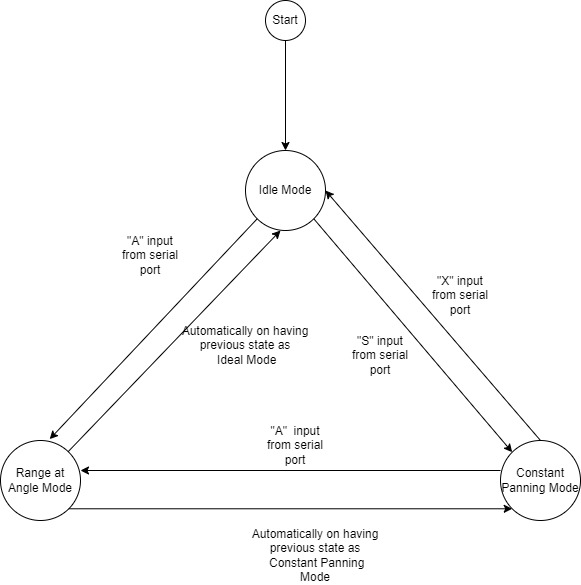 Start
Idle Mode
"A" input
from serial
port
"X" input
from serial
port
Automatically on having
previous state as
Ideal Mode
"S" input
from serial
port
"A"  input
from serial
port
Range at
Angle Mode
Constant
Panning Mode
Automatically on having
previous state as
Constant Panning
Mode